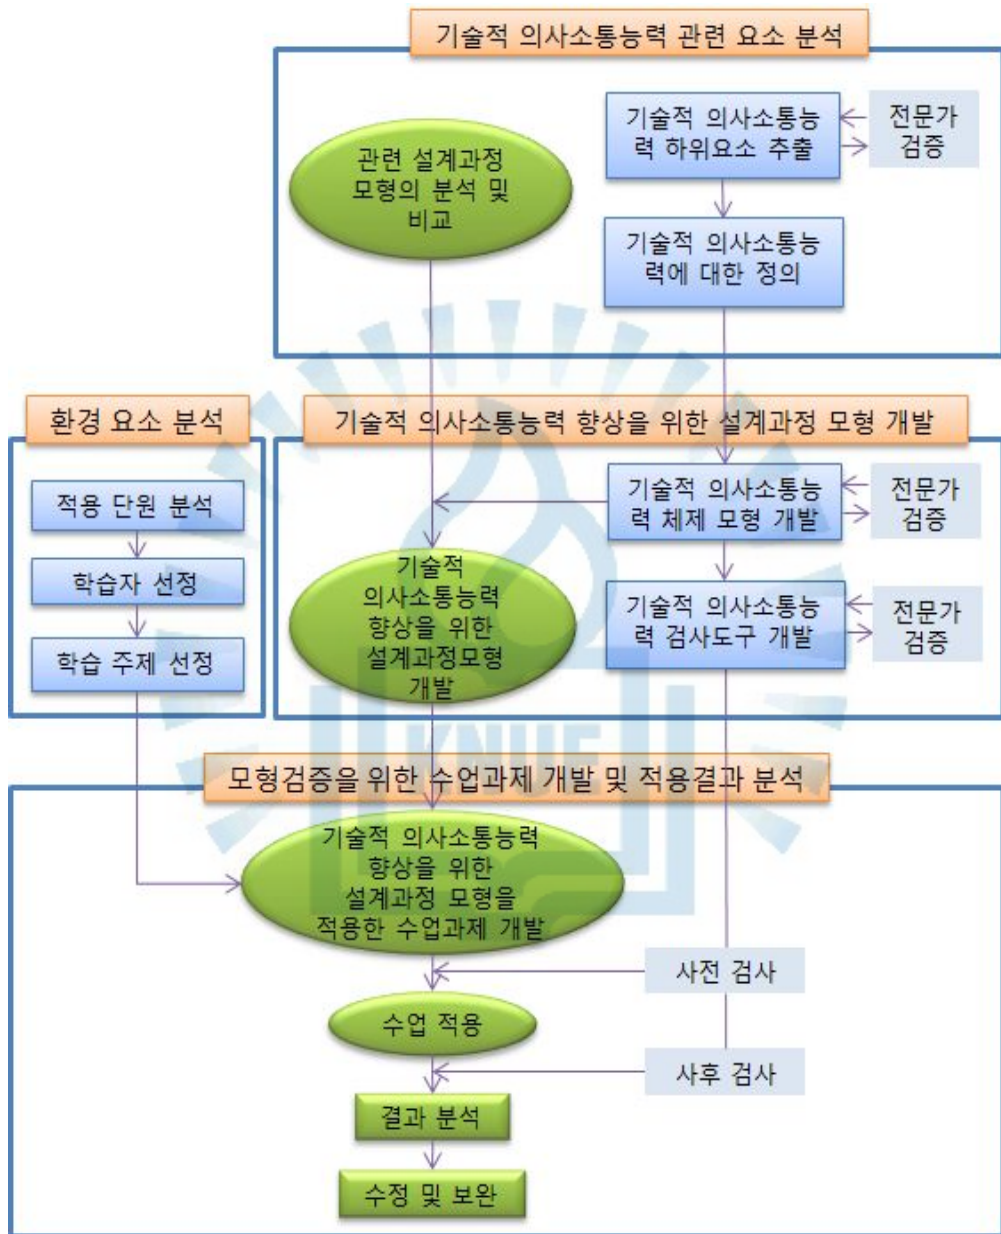 기술적 의사소통능력 관련 요소 분석
관련 설계과정
모형의 분석 및
비교
기술적 의사소통능
력 하위요소 추출
전문가
검증
기술적 의사소통능
력에 대한 정의
환경 요소 분석
적용 단원 분석
학습자 선정
학습 주제 선정
기술적 의사소통능력 향상을 위한 설계과정 모형 개발
기술적 의사소통능
력 체제 모형 개발
전문가
검증
기술적
의사소통능력
향상을 위한
설계과정모형
개발
기술적 의사소통능
력 검사도구 개발
전문가
검증
KNUE
모형검증을 위한 수업과제 개발 및 적용결과 분석
기술적 의사소통능력
향상을 위한
설계과정 모형을
적용한 수업과제 개발
사전 검사
수업 적용
사후 검사
결과 분석
수정 및 보완